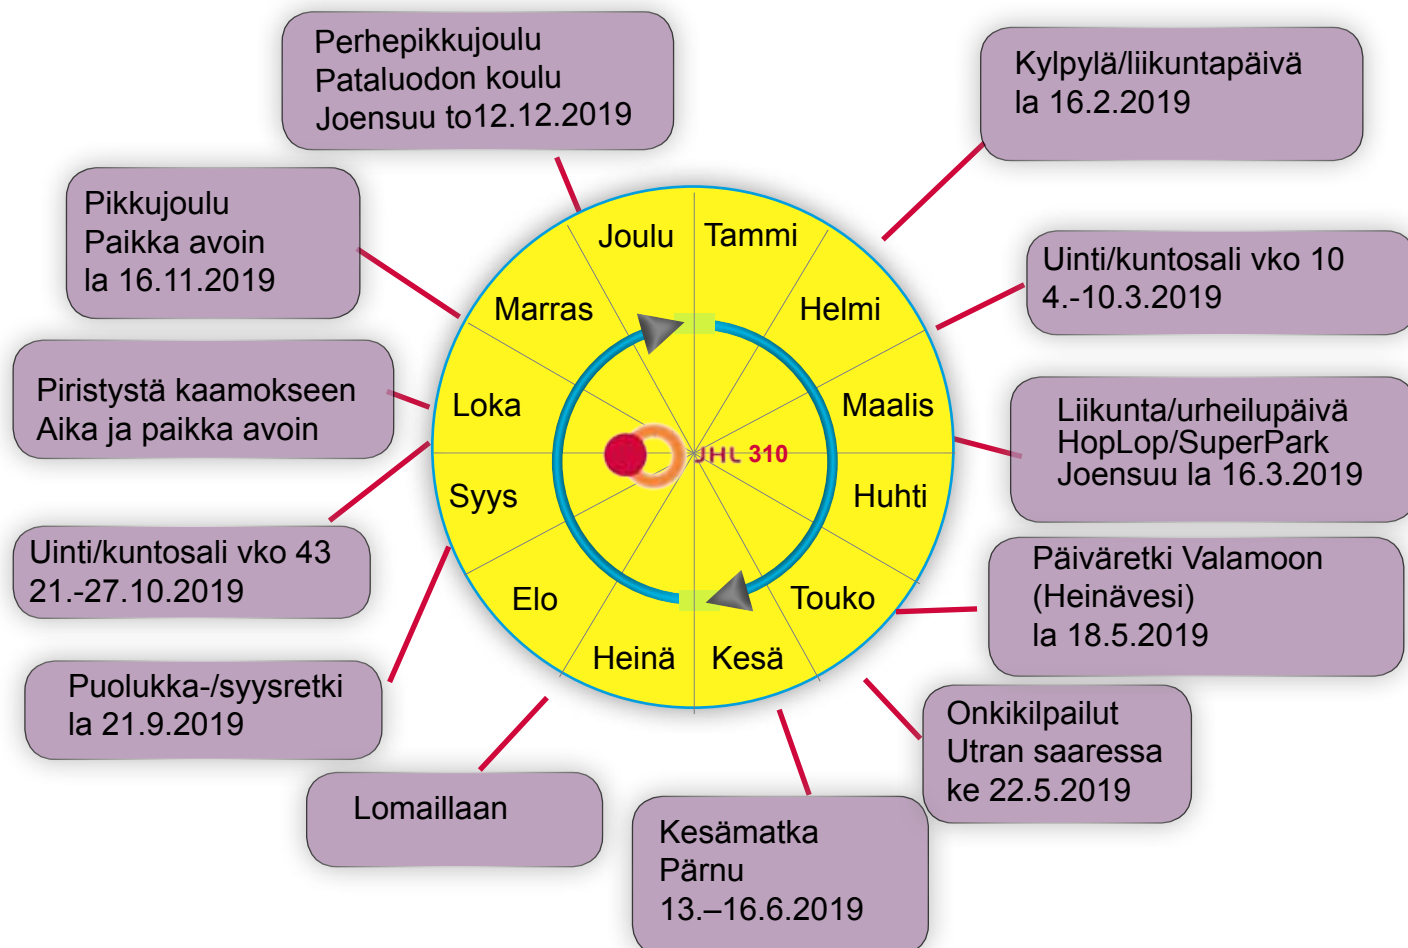 Perhepikkujoulu
Pataluodon koulu
Joensuu to12.12.2019
Kylpylä/liikuntapäivä
la 16.2.2019
Pikkujoulu
Paikka avoin
la 16.11.2019
Uinti/kuntosali vko 10
4.-10.3.2019
Piristystä kaamokseen
Aika ja paikka avoin
Liikunta/urheilupäivä
HopLop/SuperPark
Joensuu la 16.3.2019
Uinti/kuntosali vko 43
21.-27.10.2019
Päiväretki Valamoon
(Heinävesi)
la 18.5.2019
Puolukka-/syysretki
la 21.9.2019
Onkikilpailut
Utran saaressa
ke 22.5.2019
Lomaillaan
Kesämatka
Pärnu
13.–16.6.2019
Joulu
Tammi
Marras
Helmi
Loka
Maalis
JHL 310
Syys
Huhti
Elo
Touko
Heinä
Kesä